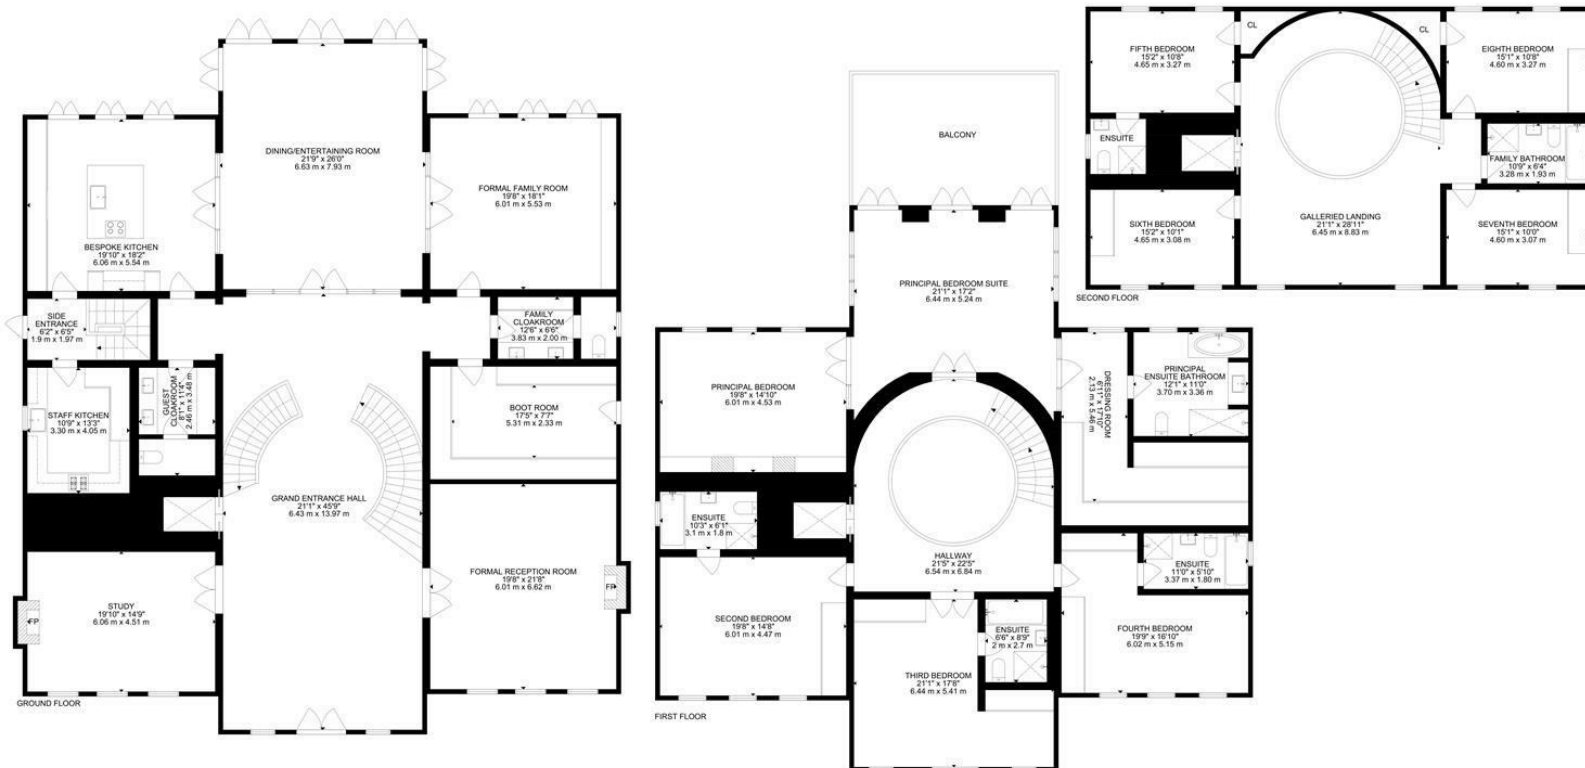 DINING/ENTERTAINING ROOM
21'9" x 26'0"
6.63 m x 7.93 m
FORMAL FAMILY ROOM
19'8" x 18'1"
6.01 m x 5.53 m
BESPOKE KITCHEN
19'10" x 18'2"
6.06 m x 5.54 m
SIDE
ENTRANCE
6'2" x 6'5"
1.9 m x 1.97 m
FAMILY
CLOAKROOM
12'6" x 6'6"
3.83 m x 2.00 m
GUEST
CLOAKROOM
8'1" x 11'4"
2.46 m x 3.48 m
STAFF KITCHEN
10'9" x 13'3"
3.30 m x 4.05 m
BOOT ROOM
17'5" x 7'7"
5.31 m x 2.33 m
GRAND ENTRANCE HALL
21'1" x 45'9"
6.43 m x 13.97 m
FORMAL RECEPTION ROOM
19'8" x 21'8"
6.01 m x 6.62 m
FP
STUDY
19'10" x 14'9"
6.06 m x 4.51 m
FP
GROUND FLOOR
BALCONY
PRINCIPAL BEDROOM SUITE
21'1" x 17'2"
6.44 m x 5.24 m
PRINCIPAL BEDROOM
19'8" x 14'10"
6.01 m x 4.53 m
DRESSING ROOM
6'11" x 17'10"
2.13 m x 5.46 m
PRINCIPAL
ENSUITE BATHROOM
12'1" x 11'0"
3.70 m x 3.36 m
ENSUITE
10'3" x 6'1"
3.1 m x 1.8 m
HALLWAY
21'5" x 22'5"
6.54 m x 6.84 m
ENSUITE
11'0" x 5'10"
3.37 m x 1.80 m
SECOND BEDROOM
19'8" x 14'8"
6.01 m x 4.47 m
ENSUITE
6'6" x 8'9"
2 m x 2.7 m
THIRD BEDROOM
21'1" x 17'8"
6.44 m x 5.41 m
FOURTH BEDROOM
19'9" x 16'10"
6.02 m x 5.15 m
FIRST FLOOR
FIFTH BEDROOM
15'2" x 10'8"
4.65 m x 3.27 m
CL
CL
EIGHTH BEDROOM
15'1" x 10'8"
4.60 m x 3.27 m
ENSUITE
FAMILY BATHROOM
10'9" x 6'4"
3.28 m x 1.93 m
SIXTH BEDROOM
15'2" x 10'1"
4.65 m x 3.08 m
GALLERIED LANDING
21'1" x 28'11"
6.45 m x 8.83 m
SEVENTH BEDROOM
15'1" x 10'0"
4.60 m x 3.07 m
SECOND FLOOR